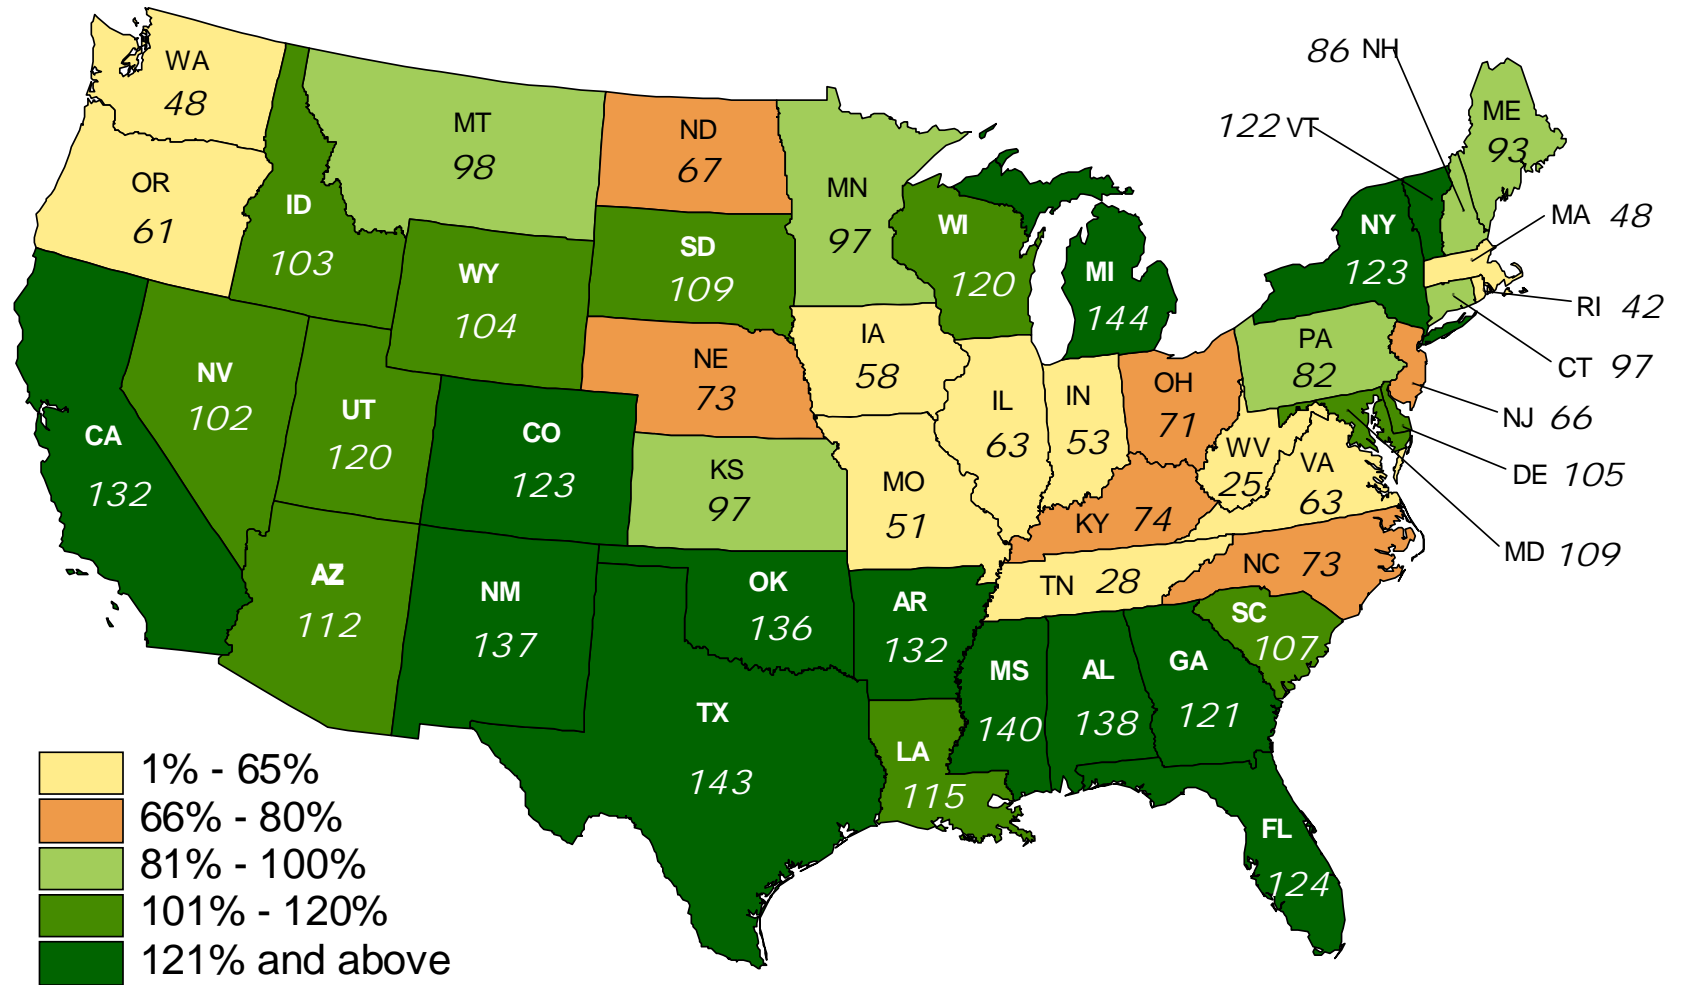 86 NH
WA
48
MT
98
ND
67
122 VT
ME
93
OR
61
ID
103
MN
97
WI
120
NY
123
MA 48
WY
104
SD
109
MI
144
RI 42
NV
102
UT
120
NE
73
IA
58
PA
82
CT 97
CA
132
CO
123
KS
97
IL
63
IN
53
OH
71
NJ 66
MO
51
WV
25
VA
63
DE 105
KY 74
MD 109
AZ
112
NM
137
OK
136
AR
132
TN 28
NC 73
SC
107
TX
143
MS
140
AL
138
GA
121
LA
115
FL
124
1% - 65%
66% - 80%
81% - 100%
101% - 120%
121% and above